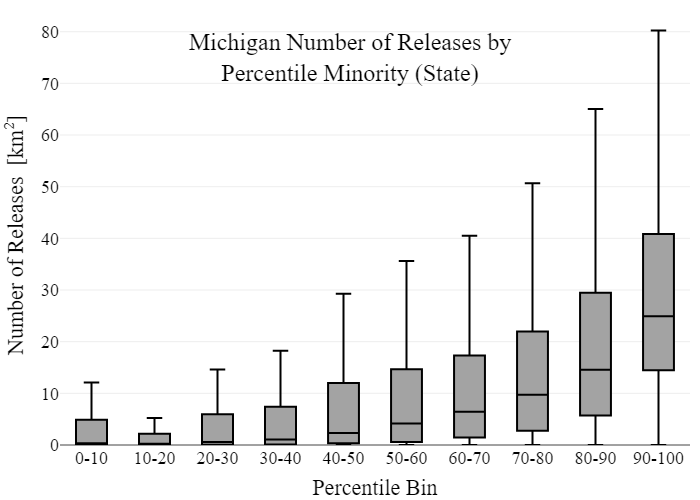 Michigan Number of Releases by
Percentile Minority (State)
Number of Releases [km²]
80
70
60
50
40
30
20
10
0
0-10 10-20 20-30 30-40 40-50 50-60 60-70 70-80 80-90 90-100
Percentile Bin